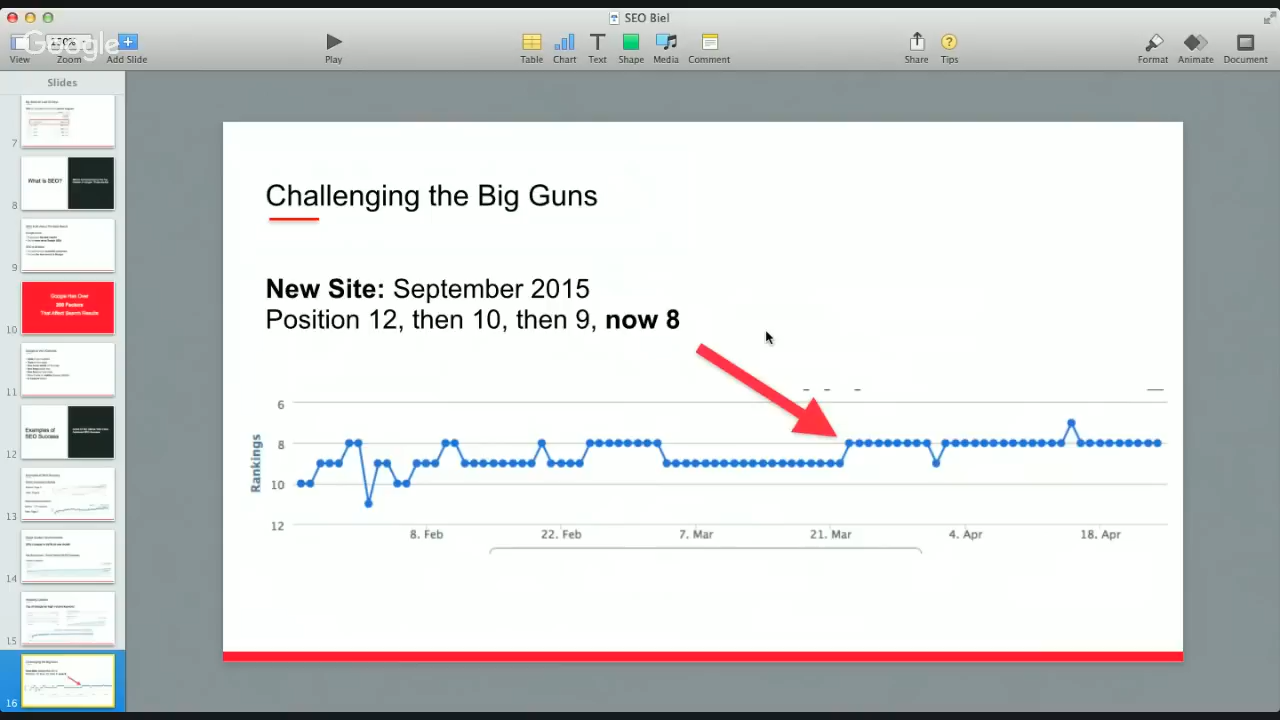 SEO Biel
Google
View
Zoom
Add Slide
Play
Table
Chart
Text
Shape
Media
Comment
Share
Tips
Format
Animate
Document
Slides
7
What is SEO?
8
9
Google Has Over
200 Factors
That Affect Search Results
10
11
Examples of
SEO Success
12
13
14
15
16
Challenging the Big Guns
New Site: September 2015
Position 12, then 10, then 9, now 8
Rankings
6
8
10
12
8. Feb
22. Feb
7. Mar
21. Mar
4. Apr
18. Apr